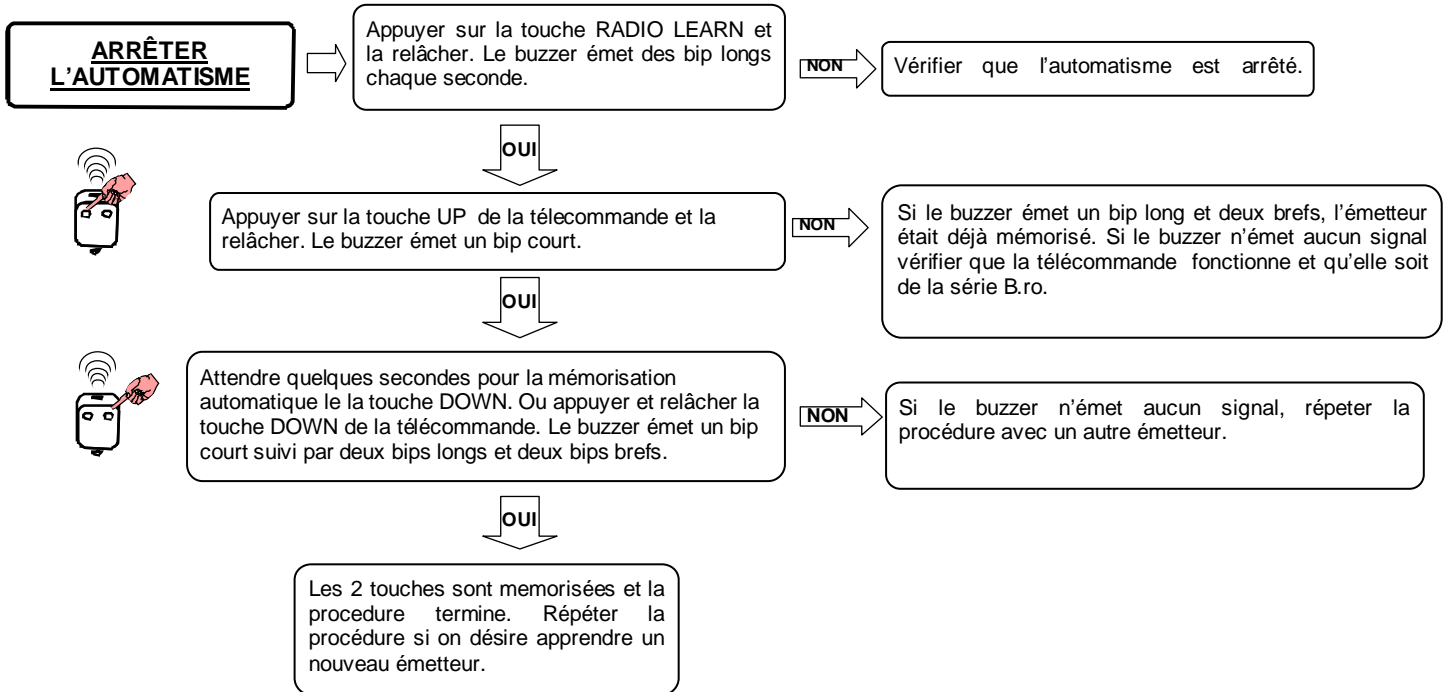 ARRÊTER
L'AUTOMATISME
Appuyer sur la touche RADIO LEARN et
la relâcher. Le buzzer émet des bip longs
chaque seconde.
NON
Vérifier que l'automatisme est arrêté.
OUI
Appuyer sur la touche UP de la télecommande et la
relâcher. Le buzzer émet un bip court.
NON
Si le buzzer émet un bip long et deux brefs, l'émetteur
était déjà mémorisé. Si le buzzer n'émet aucun signal
vérifier que la télécommande fonctionne et qu'elle soit
de la série B.ro.
OUI
Attendre quelques secondes pour la mémorisation
automatique le la touche DOWN. Ou appuyer et relâcher la
touche DOWN de la télécommande. Le buzzer émet un bip
court suivi par deux bips longs et deux bips brefs.
NON
Si le buzzer n'émet aucun signal, répeter la
procédure avec un autre émetteur.
OUI
Les 2 touches sont memorisées et la
procedure termine. Répéter la
procédure si on désire apprendre un
nouveau émetteur.